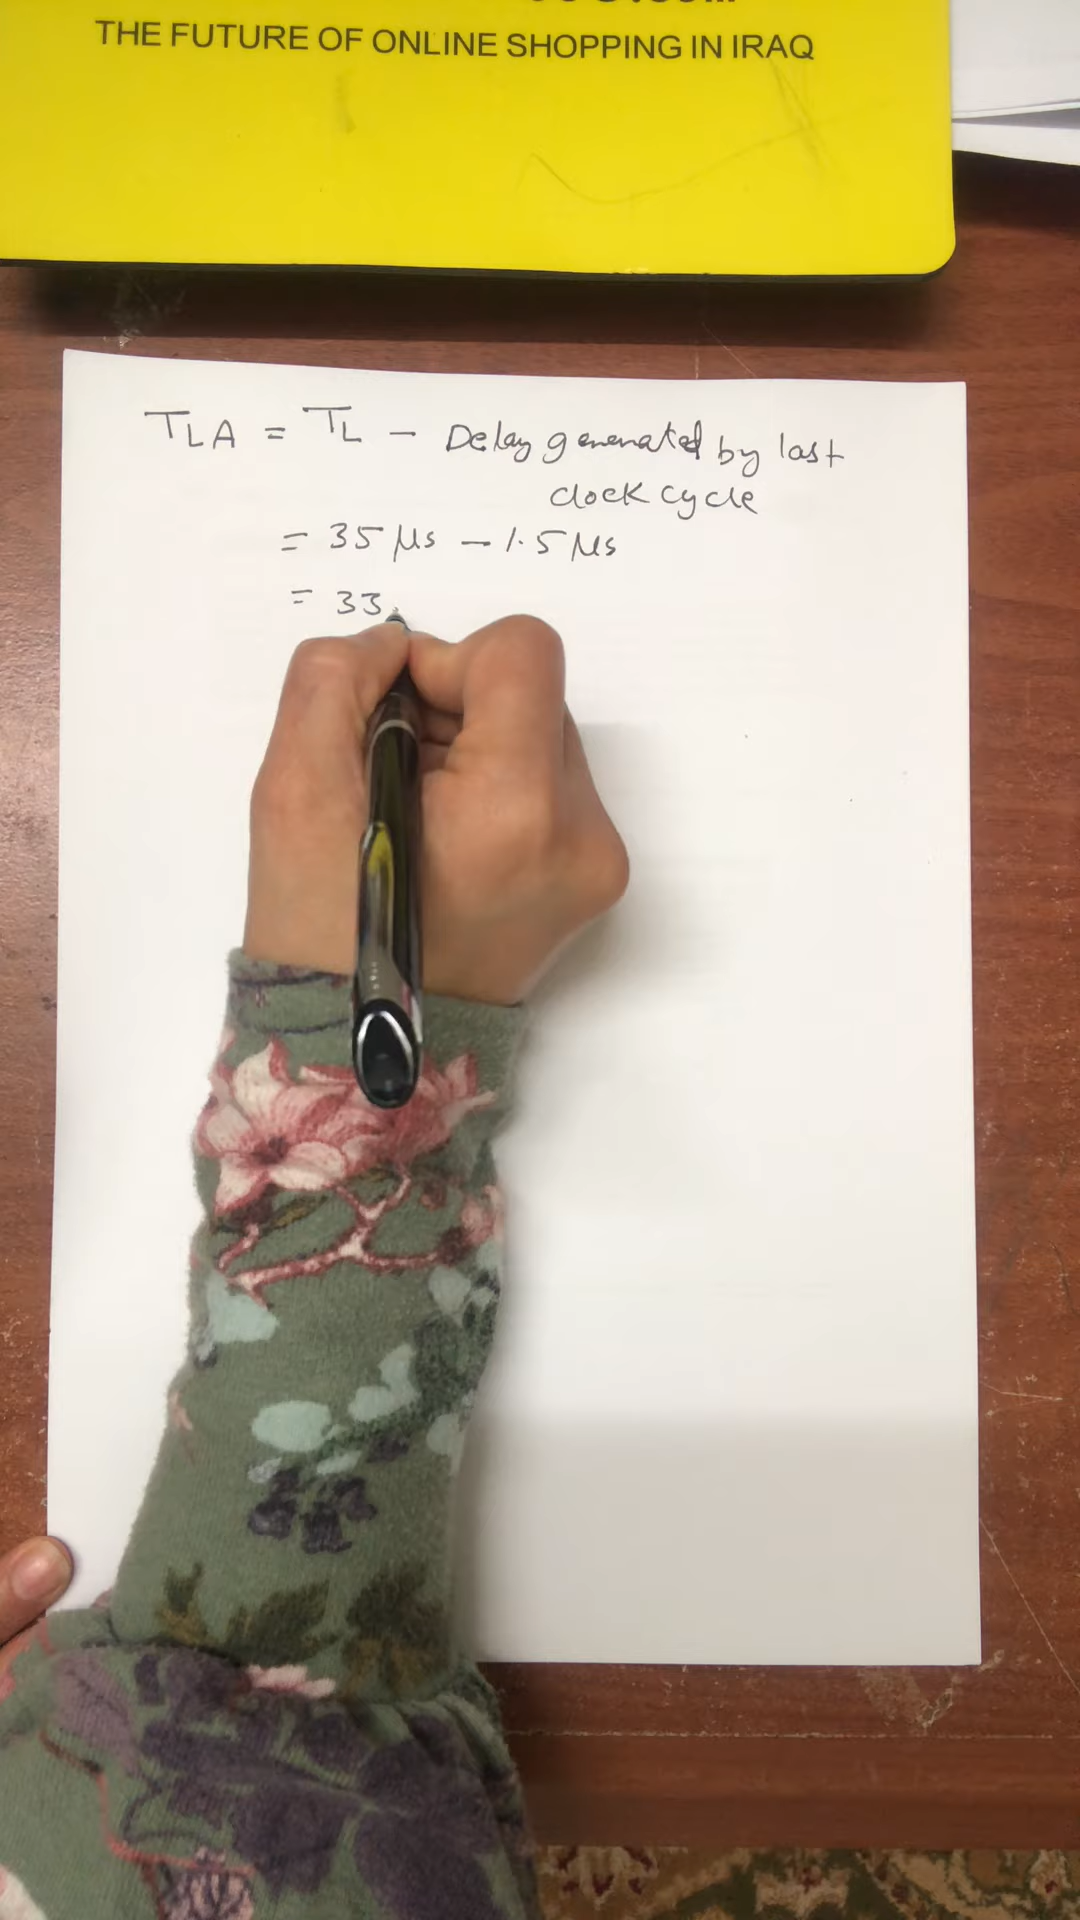 THE FUTURE OF ONLINE SHOPPING IN IRAQ
TLA = TL - Delay generated by last
clock cycle
= 35 μs - 1.5 μs
= 33.